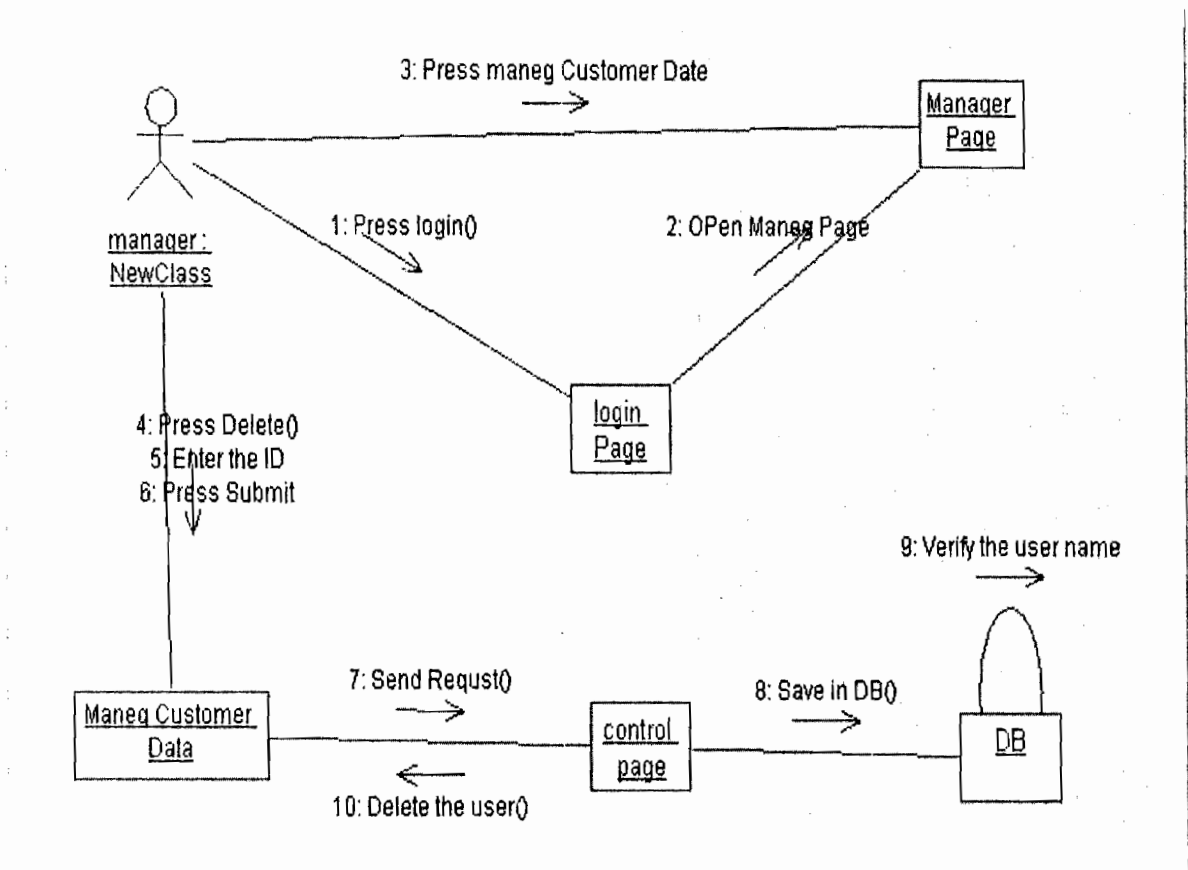 3: Press maneg Customer Date
Manager
Page
1: Press login()
2: OPen Maneg Page
manager :
NewClass
login
Page
4: Press Delete()
5: Enter the ID
6: Press Submit
9: Verify the user name
7: Send Requst()
8: Save in DB()
Maneg Customer
Data
control
page
DB
10: Delete the user()